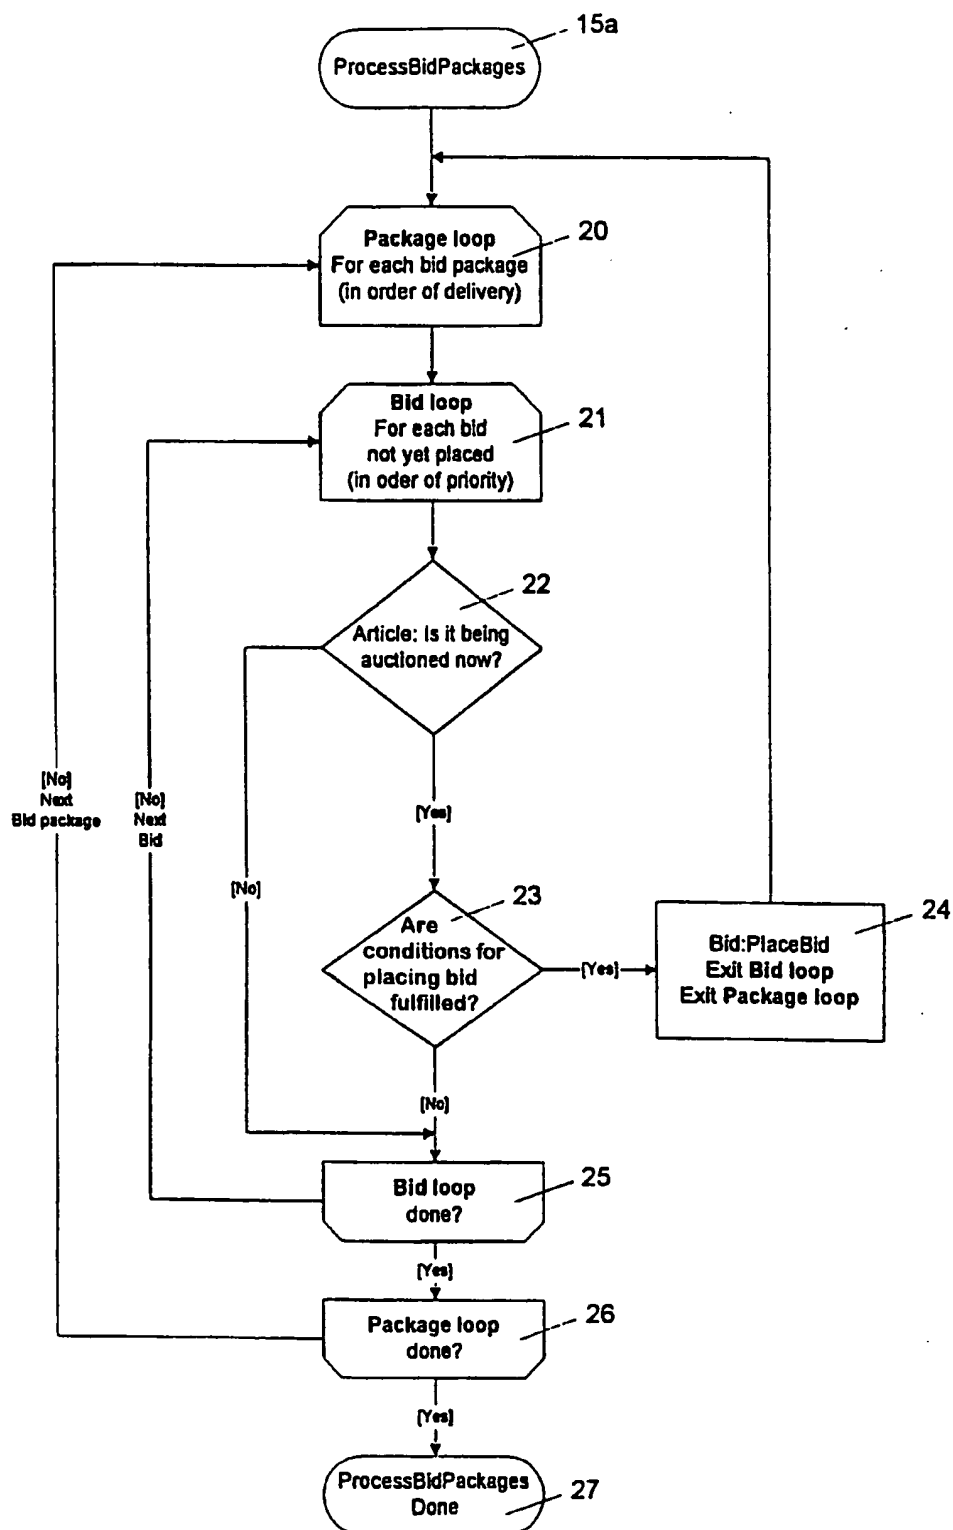 15a
ProcessBidPackages
20
Package loop
For each bid package
(in order of delivery)
21
Bid loop
For each bid
not yet placed
(in oder of priority)
22
Article: Is it being
auctioned now?
[No]
Next
Bid package
[No]
Next
Bid
[Yes]
[No]
23
Are
conditions for
placing bid
fulfilled?
[Yes]
24
Bid:PlaceBid
Exit Bid loop
Exit Package loop
[No]
25
Bid loop
done?
[Yes]
26
Package loop
done?
[Yes]
ProcessBidPackages
Done
27